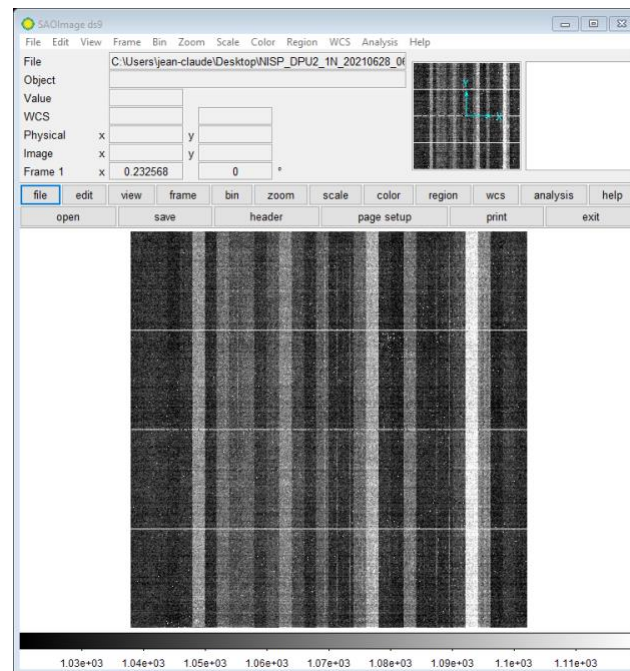 SAOImage ds9
File Edit View Frame Bin Zoom Scale Color Region WCS Analysis Help
File C:\Users\jean-claude\Desktop\NISP_DPU2_1N_20210628_0
Object
Value
WCS
Physical x y
Image x y
Frame 1 x 0.232568 0 °
file edit view frame bin zoom scale color region wcs analysis help
open save header page setup print exit
Y
X
1.03e+03 1.04e+03 1.05e+03 1.06e+03 1.07e+03 1.08e+03 1.09e+03 1.1e+03 1.11e+03